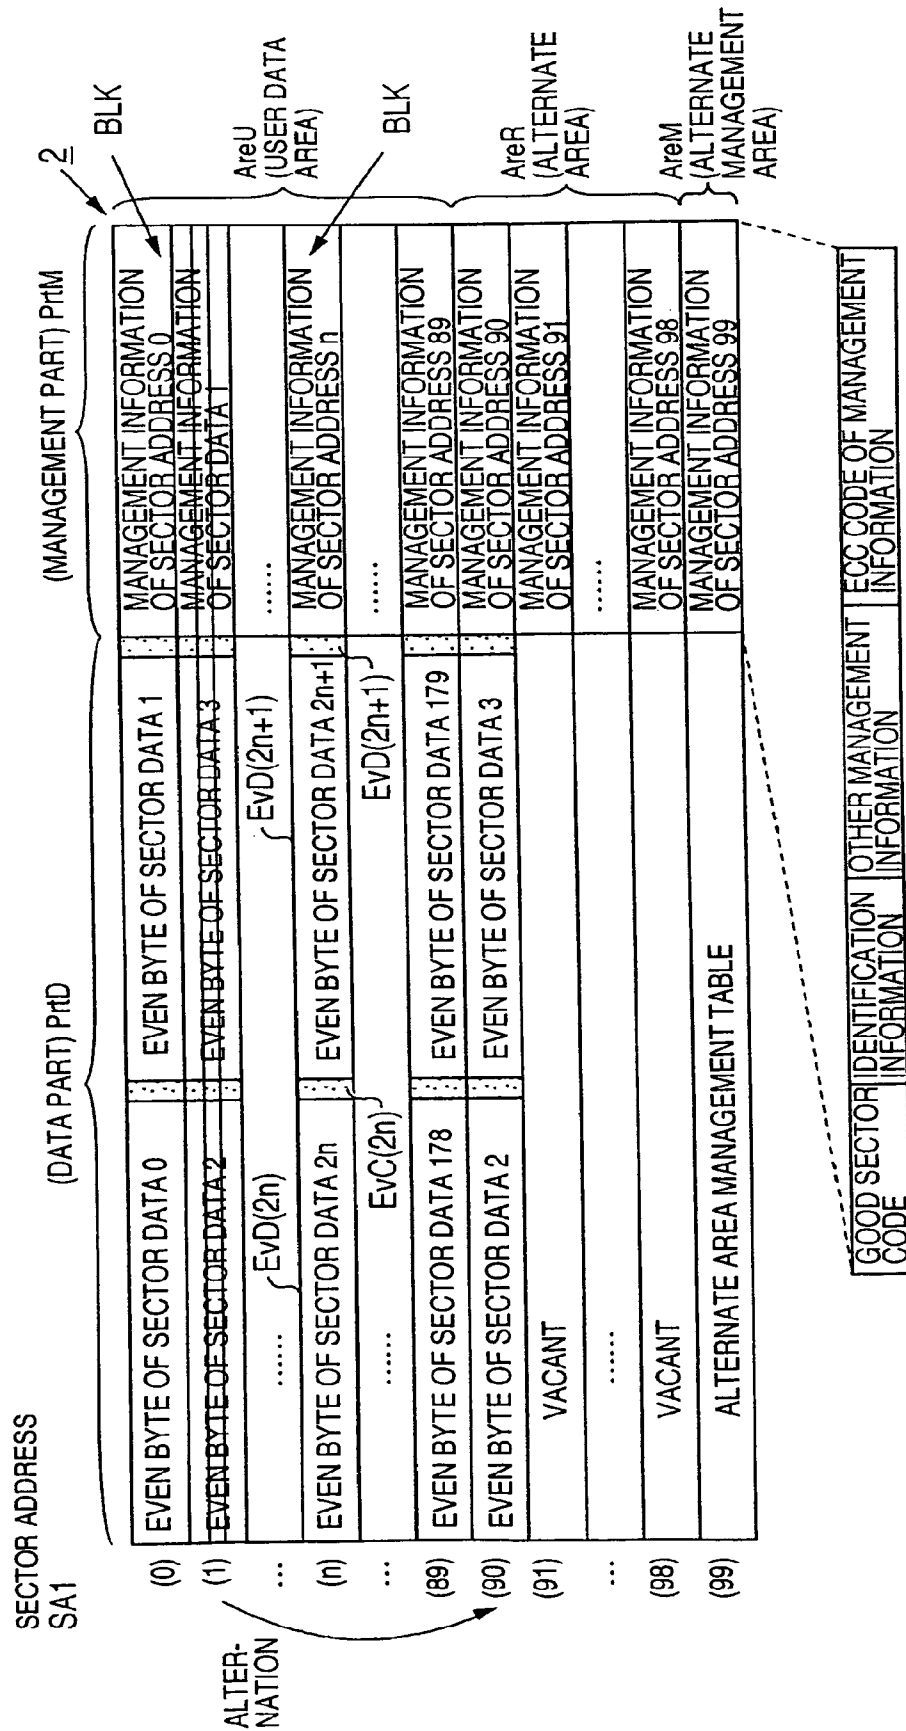 SECTOR ADDRESS
SA1
(DATA PART) PrtD
(MANAGEMENT PART) PrtM
2
BLK
(0)
EVEN BYTE OF SECTOR DATA 0
EVEN BYTE OF SECTOR DATA 1
MANAGEMENT INFORMATION
OF SECTOR ADDRESS 0
(1)
EVEN BYTE OF SECTOR DATA 2
EVEN BYTE OF SECTOR DATA 3
MANAGEMENT INFORMATION
OF SECTOR DATA 1
AreU
(USER DATA
AREA)
...
......
EvD(2n)
EvD(2n+1)
......
(n)
EVEN BYTE OF SECTOR DATA 2n
EVEN BYTE OF SECTOR DATA 2n+1
MANAGEMENT INFORMATION
OF SECTOR ADDRESS n
BLK
...
......
EvC(2n)
EvD(2n+1)
......
(89)
EVEN BYTE OF SECTOR DATA 178
EVEN BYTE OF SECTOR DATA 179
MANAGEMENT INFORMATION
OF SECTOR ADDRESS 89
(90)
EVEN BYTE OF SECTOR DATA 2
EVEN BYTE OF SECTOR DATA 3
MANAGEMENT INFORMATION
OF SECTOR ADDRESS 90
(91)
VACANT
MANAGEMENT INFORMATION
OF SECTOR ADDRESS 91
AreR
(ALTERNATE
AREA)
...
......
......
(98)
VACANT
MANAGEMENT INFORMATION
OF SECTOR ADDRESS 98
(99)
ALTERNATE AREA MANAGEMENT TABLE
MANAGEMENT INFORMATION
OF SECTOR ADDRESS 99
AreM
(ALTERNATE
MANAGEMENT
AREA)
ALTER-
NATION
GOOD SECTOR
CODE
IDENTIFICATION
INFORMATION
OTHER MANAGEMENT
INFORMATION
ECC CODE OF MANAGEMENT
INFORMATION